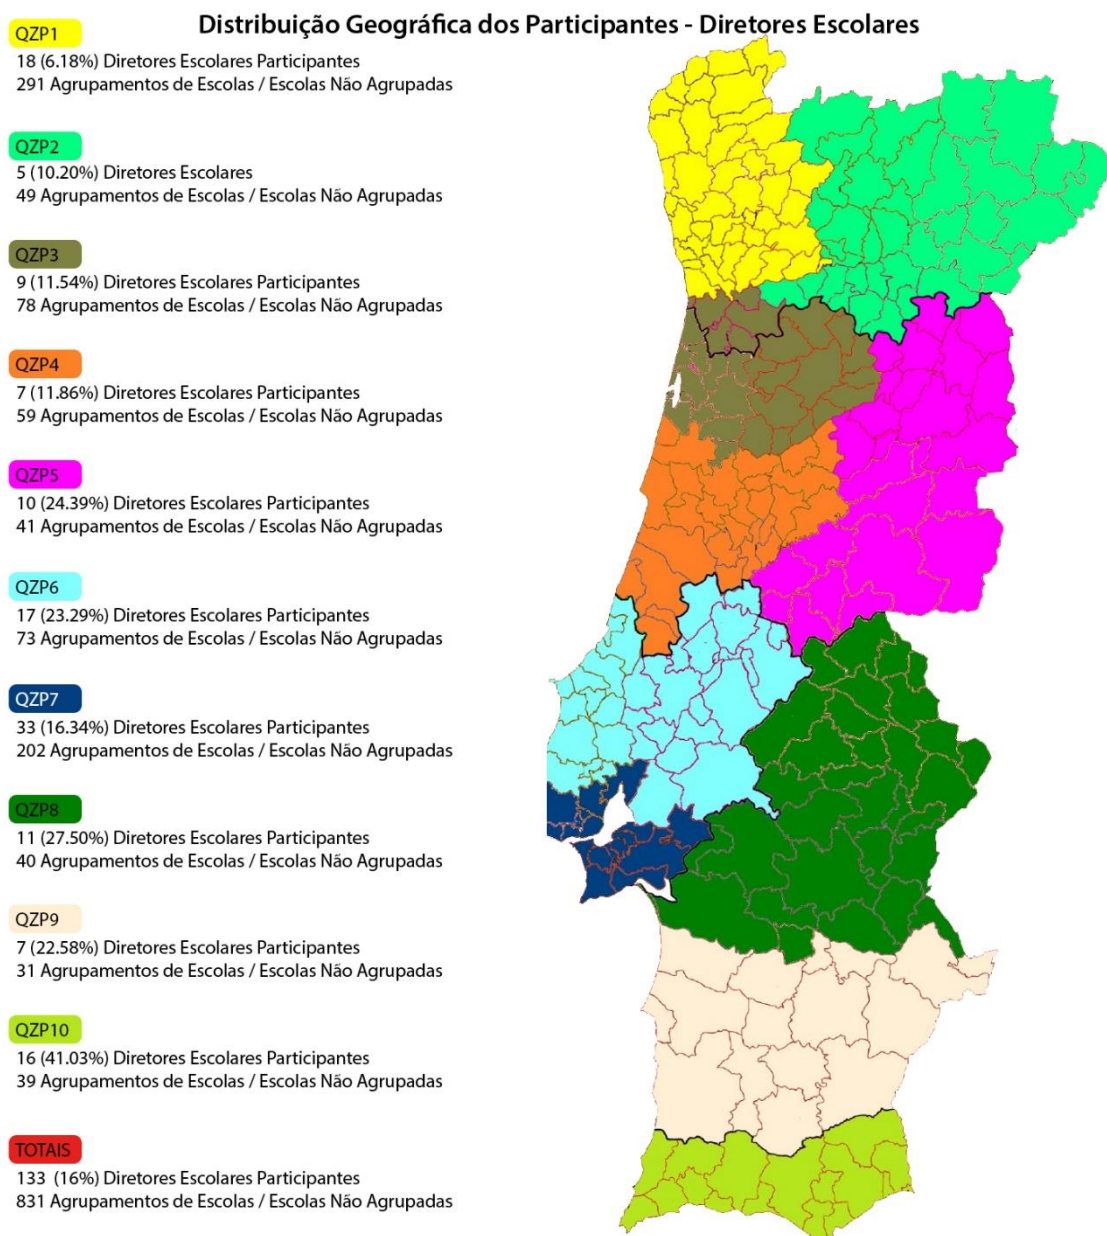 Distribuição Geográfica dos Participantes - Diretores Escolares
QZP1
18 (6.18%) Diretores Escolares Participantes
291 Agrupamentos de Escolas / Escolas Não Agrupadas
QZP2
5 (10.20%) Diretores Escolares
49 Agrupamentos de Escolas / Escolas Não Agrupadas
QZP3
9 (11.54%) Diretores Escolares Participantes
78 Agrupamentos de Escolas / Escolas Não Agrupadas
QZP4
7 (11.86%) Diretores Escolares Participantes
59 Agrupamentos de Escolas / Escolas Não Agrupadas
QZP5
10 (24.39%) Diretores Escolares Participantes
41 Agrupamentos de Escolas / Escolas Não Agrupadas
QZP6
17 (23.29%) Diretores Escolares Participantes
73 Agrupamentos de Escolas / Escolas Não Agrupadas
QZP7
33 (16.34%) Diretores Escolares Participantes
202 Agrupamentos de Escolas / Escolas Não Agrupadas
QZP8
11 (27.50%) Diretores Escolares Participantes
40 Agrupamentos de Escolas / Escolas Não Agrupadas
QZP9
7 (22.58%) Diretores Escolares Participantes
31 Agrupamentos de Escolas / Escolas Não Agrupadas
QZP10
16 (41.03%) Diretores Escolares Participantes
39 Agrupamentos de Escolas / Escolas Não Agrupadas
TOTAIS
133 (16%) Diretores Escolares Participantes
831 Agrupamentos de Escolas / Escolas Não Agrupadas